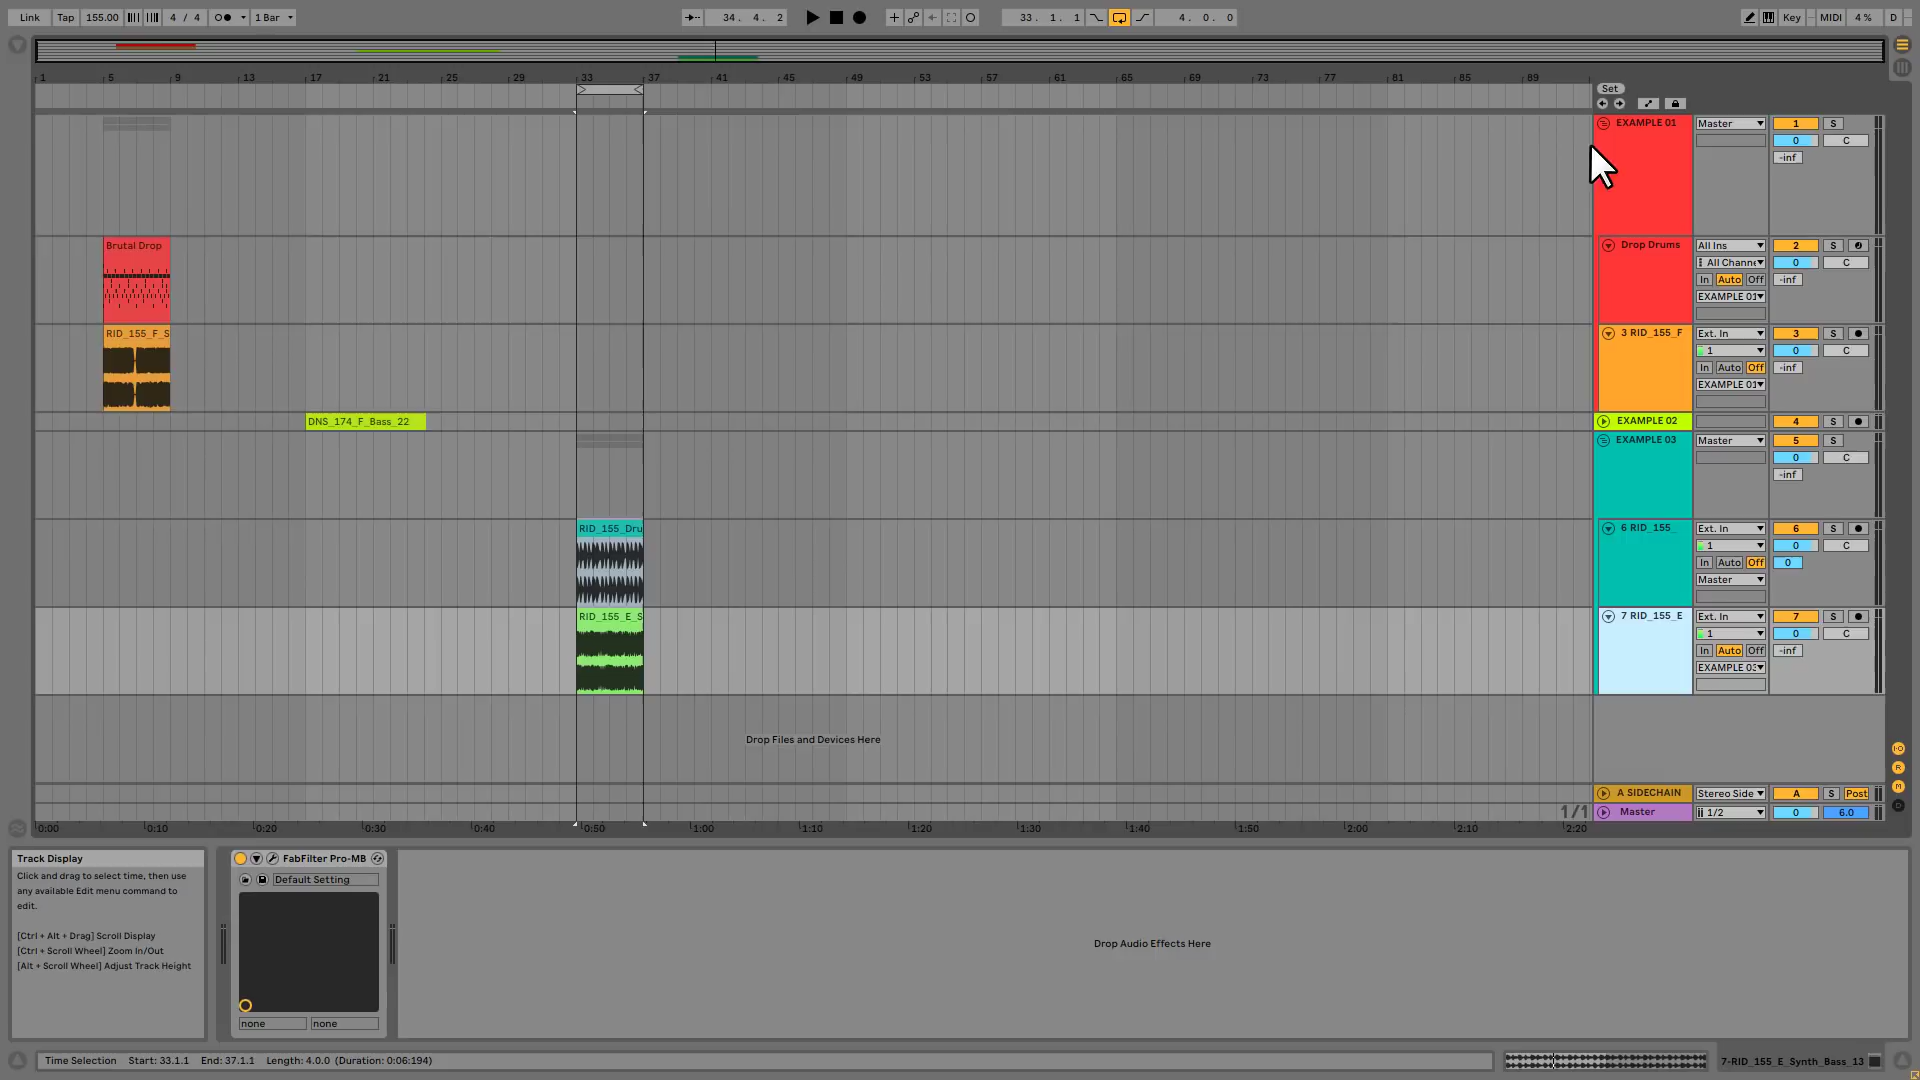 Link Tap 155.00 4 / 4 1 Bar 34. 4. 2 33. 1. 1 4. 0. 0 Key MIDI 4 % D
1 5 9 13 17 21 25 29 33 37 41 45 49 53 57 61 65 69 73 77 81 85 89
Set
EXAMPLE 01 Master 1 S
0 C
-inf
Brutal Drop Drop Drums All Ins 2 S
All Channe 0 C
In Auto Off -inf
EXAMPLE 01
RID_155_F_S 3 RID_155_F Ext. In 3 S
1 0 C
In Auto Off -inf
EXAMPLE 01
DNS_174_F_Bass_22 EXAMPLE 02 4 S
EXAMPLE 03 Master 5 S
0 C
-inf
RID_155_Dru 6 RID_155_ Ext. In 6 S
1 0 C
In Auto Off 0
Master
RID_155_E_S 7 RID_155_E Ext. In 7 S
1 0 C
In Auto Off -inf
EXAMPLE 03
Drop Files and Devices Here
A SIDECHAIN Stereo Side A S Post
1/1 Master 1/2 0 6.0
0:00 0:10 0:20 0:30 0:40 0:50 1:00 1:10 1:20 1:30 1:40 1:50 2:00 2:10 2:20
Track Display
Click and drag to select time, then use
any available Edit menu command to
edit.
[Ctrl + Alt + Drag] Scroll Display
[Ctrl + Scroll Wheel] Zoom In/Out
[Alt + Scroll Wheel] Adjust Track Height
FabFilter Pro-MB
Default Setting
none none
Drop Audio Effects Here
Time Selection Start: 33.1.1 End: 37.1.1 Length: 4.0.0 (Duration: 0:06:194)
7-RID_155_E_Synth_Bass_13